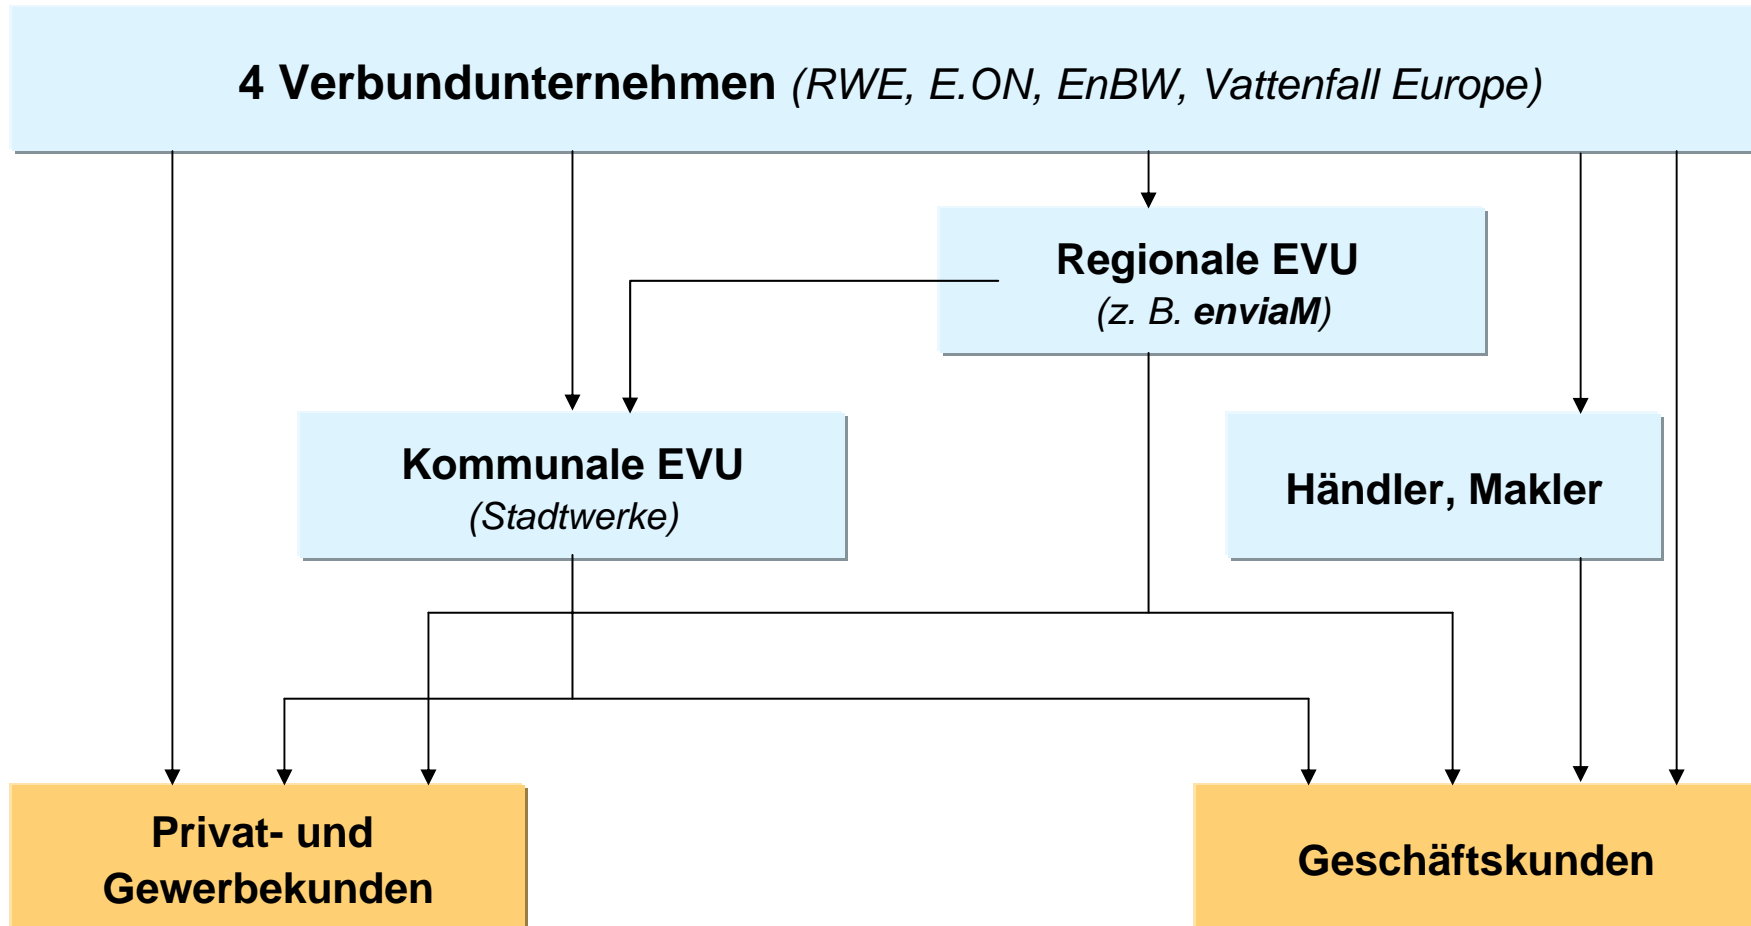 4 Verbundunternehmen (RWE, E.ON, EnBW, Vattenfall Europe)
Regionale EVU
(z. B. enviaM)
Kommunale EVU
(Stadtwerke)
Händler, Makler
Privat- und
Gewerbekunden
Geschäftskunden